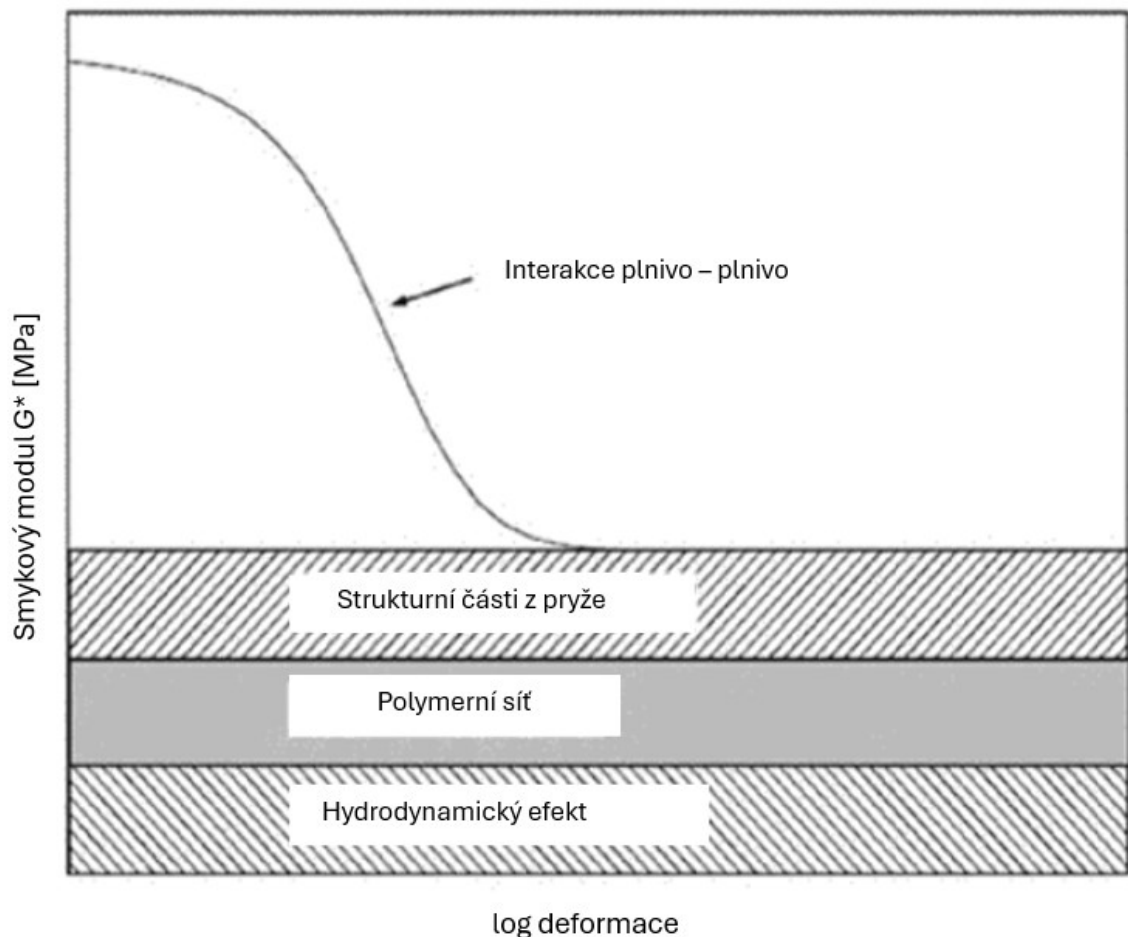 Smykový modul G* [MPa]
Interakce plnivo – plnivo
Strukturní části z pryže
Polymerní síť
Hydrodynamický efekt
log deformace